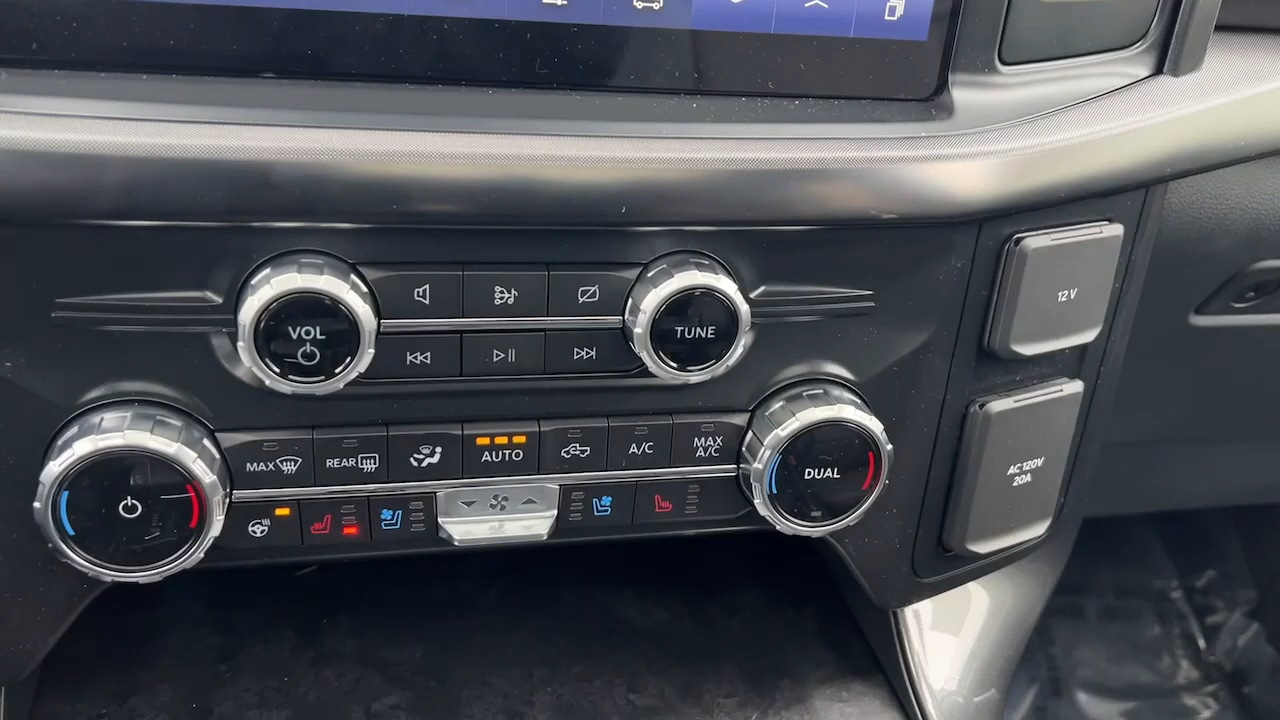 VOL
TUNE
12 V
MAX
REAR
AUTO
A/C
MAX
A/C
DUAL
AC 120V
20A